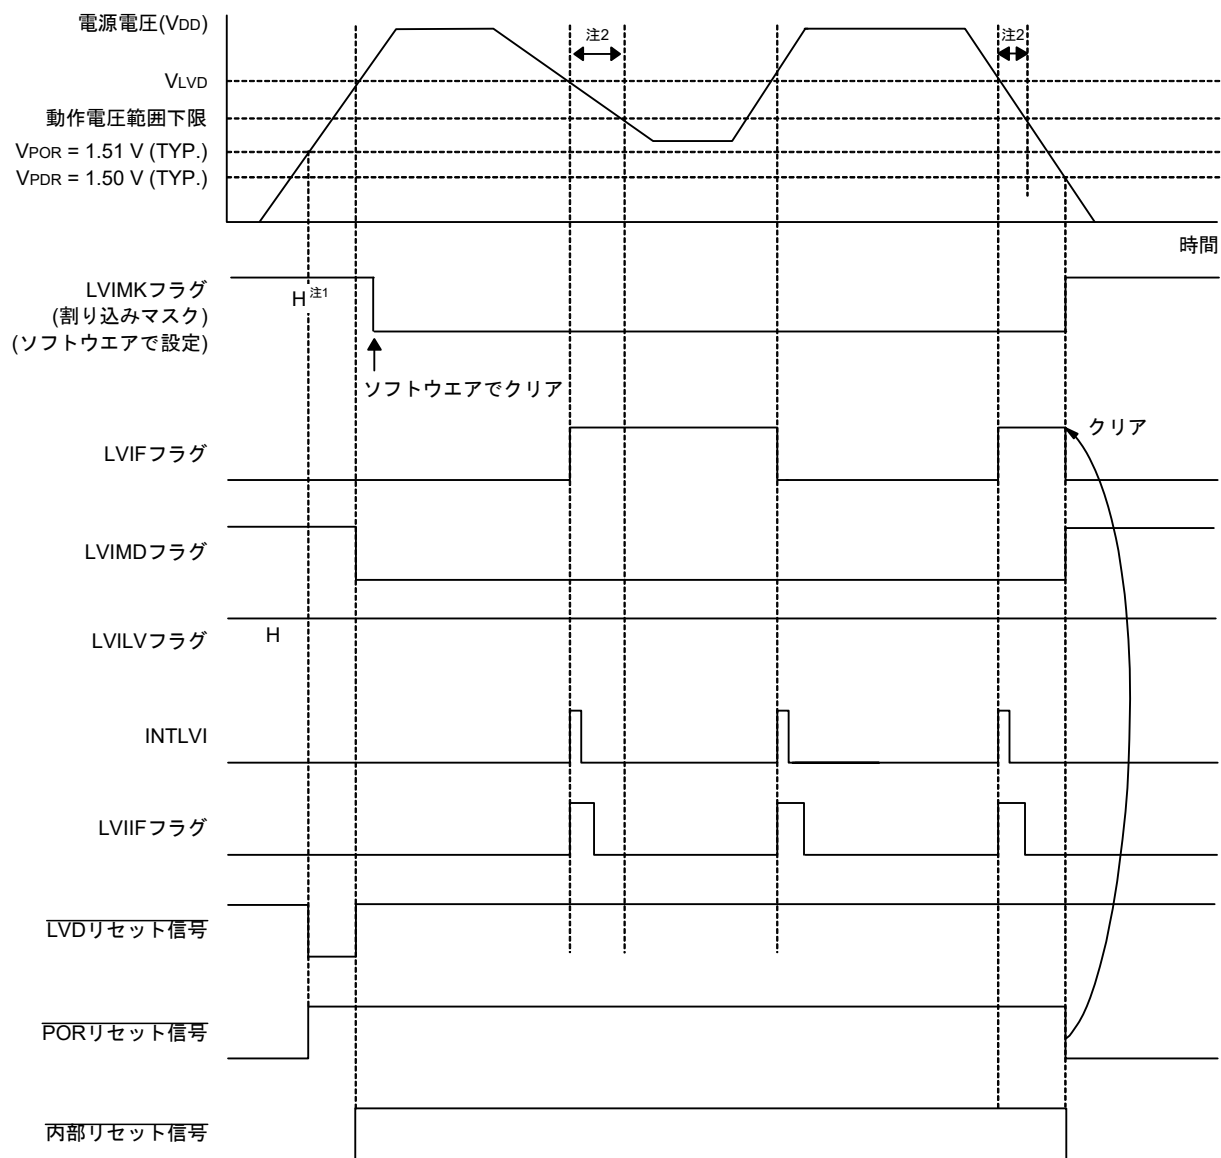 電源電圧(VDD)
注2
注2
VLVD
動作電圧範囲下限
VPOR = 1.51 V (TYP.)
VPDR = 1.50 V (TYP.)
時間
LVIMKフラグ
(割り込みマスク)
(ソフトウエアで設定)
H 注1
ソフトウエアでクリア
クリア
LVIFフラグ
LVIMDフラグ
LVILVフラグ
H
INTLVI
LVIIFフラグ
LVDリセット信号
PORリセット信号
内部リセット信号